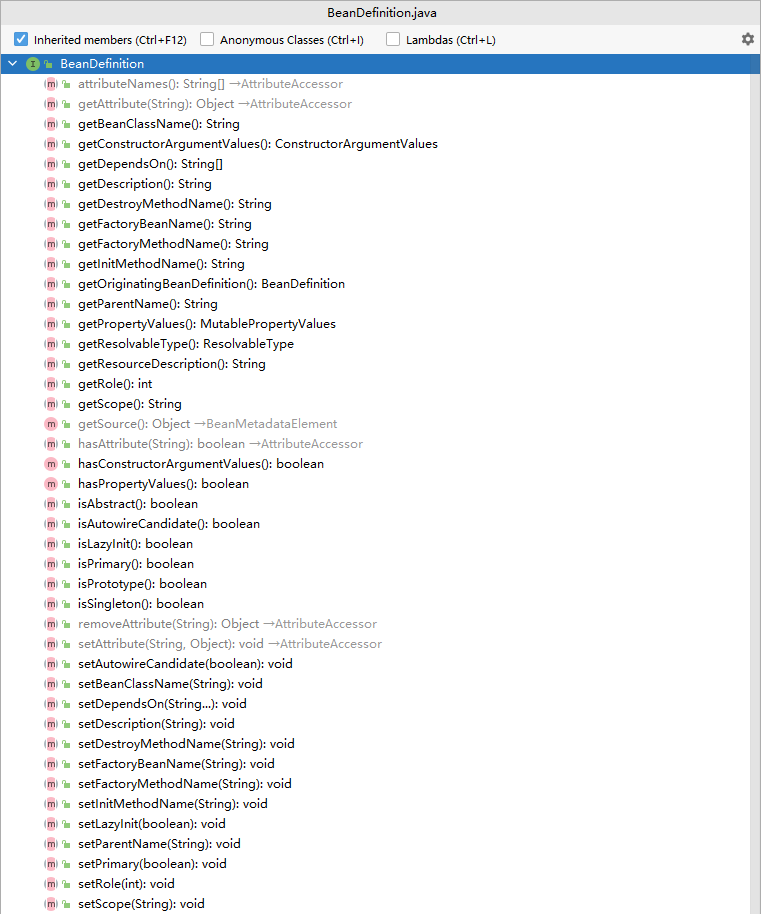 BeanDefinition.java
Inherited members (Ctrl+F12) Anonymous Classes (Ctrl+I) Lambdas (Ctrl+L)
I BeanDefinition
m attributeNames(): String[] →AttributeAccessor
m getAttribute(String): Object →AttributeAccessor
m getBeanClassName(): String
m getConstructorArgumentValues(): ConstructorArgumentValues
m getDependsOn(): String[]
m getDescription(): String
m getDestroyMethodName(): String
m getFactoryBeanName(): String
m getFactoryMethodName(): String
m getInitMethodName(): String
m getOriginatingBeanDefinition(): BeanDefinition
m getParentName(): String
m getPropertyValues(): MutablePropertyValues
m getResolvableType(): ResolvableType
m getResourceDescription(): String
m getRole(): int
m getScope(): String
m getSource(): Object →BeanMetadataElement
m hasAttribute(String): boolean →AttributeAccessor
m hasConstructorArgumentValues(): boolean
m hasPropertyValues(): boolean
m isAbstract(): boolean
m isAutowireCandidate(): boolean
m isLazyInit(): boolean
m isPrimary(): boolean
m isPrototype(): boolean
m isSingleton(): boolean
m removeAttribute(String): Object →AttributeAccessor
m setAttribute(String, Object): void →AttributeAccessor
m setAutowireCandidate(boolean): void
m setBeanClassName(String): void
m setDependsOn(String...): void
m setDescription(String): void
m setDestroyMethodName(String): void
m setFactoryBeanName(String): void
m setFactoryMethodName(String): void
m setInitMethodName(String): void
m setLazyInit(boolean): void
m setParentName(String): void
m setPrimary(boolean): void
m setRole(int): void
m setScope(String): void